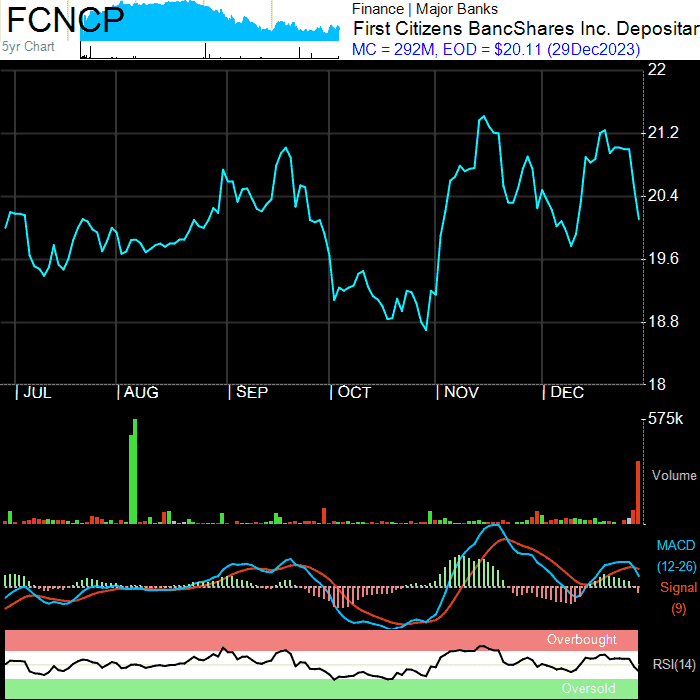 FCNCP
5yr Chart
Finance | Major Banks
First Citizens BancShares Inc. Depositar
MC = 292M, EOD = $20.11 (29Dec2023)
22
21.2
20.4
19.6
18.8
18
JUL AUG SEP OCT NOV DEC
575k
Volume
MACD
(12-26)
Signal
(9)
Overbought
RSI(14)
Oversold